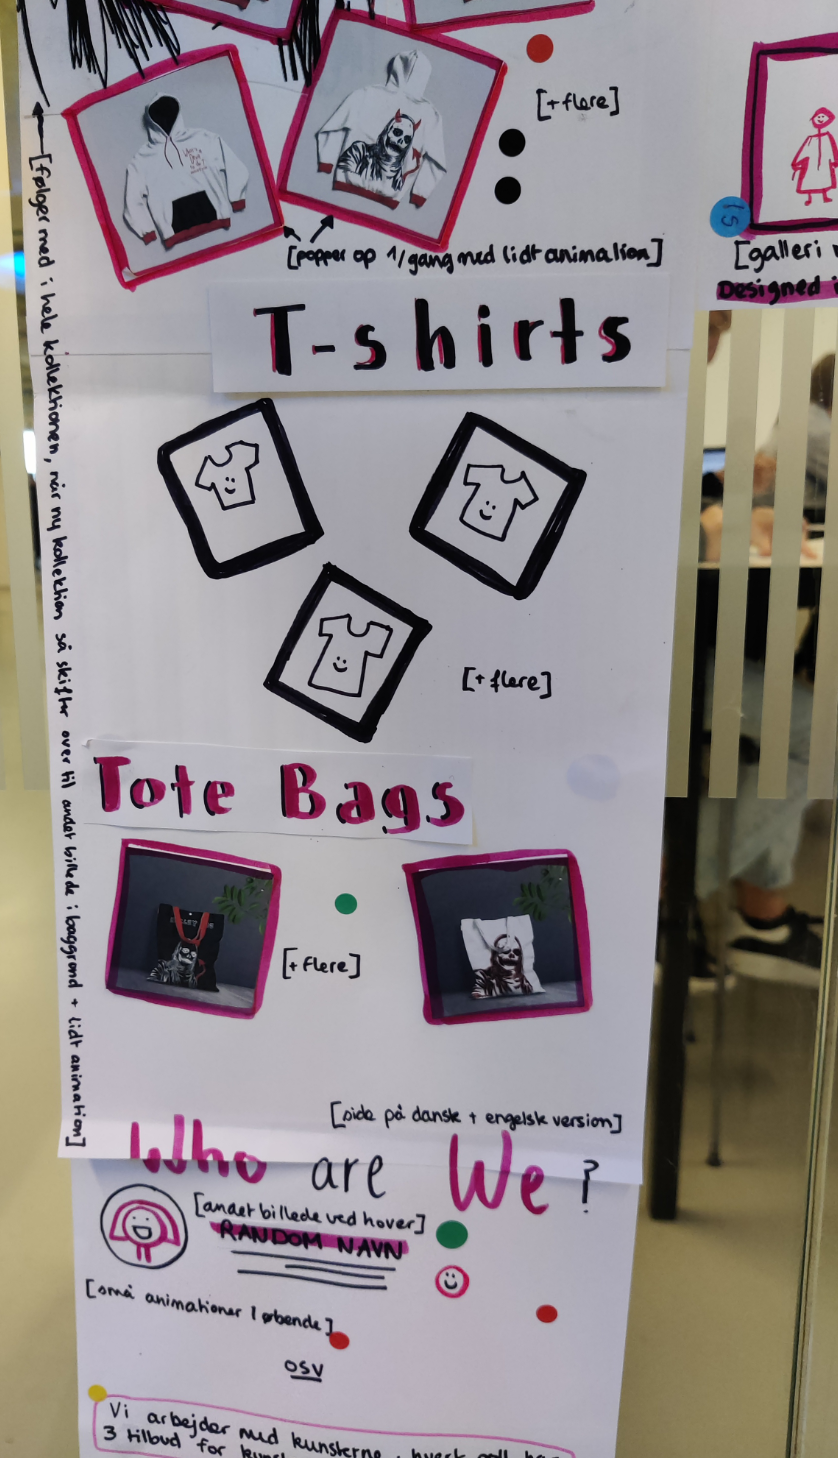 [+ flere]
[følger med i hele kollektionen, når ny kollektion så skifter over til andet billede i baggrund + lidt animation]
[popper op 1/gang med lidt animation]
15
[galleri
Designed i
T-shirts
[+ flere]
Tote Bags
[+ flere]
[side på dansk + engelsk version]
Who are We?
[andet billede ved hover]
RANDOM NAVN
[små animationer løbende]
osv
Vi arbejder med kunsterne, hvert
3 tilbud for